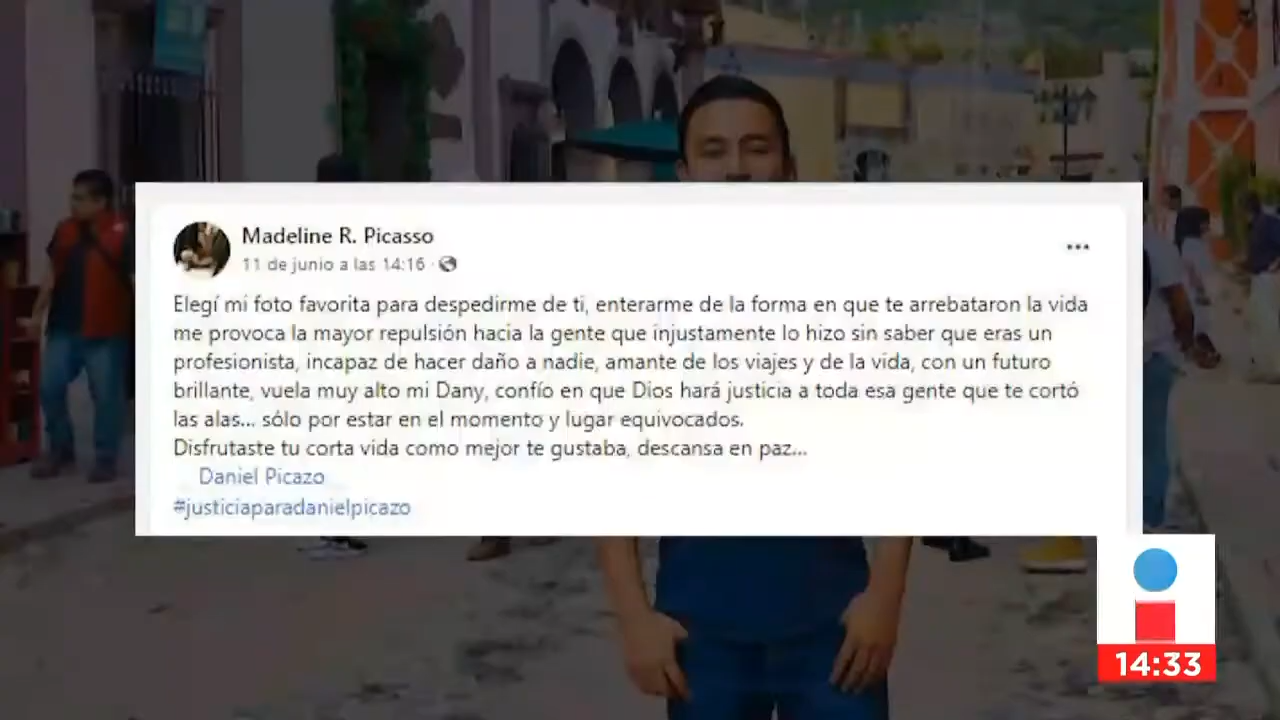 Madeline R. Picasso
11 de junio a las 14:16 ·
Elegí mi foto favorita para despedirme de ti, enterarme de la forma en que te arrebataron la vida
me provoca la mayor repulsión hacia la gente que injustamente lo hizo sin saber que eras un
profesionista, incapaz de hacer daño a nadie, amante de los viajes y de la vida, con un futuro
brillante, vuela muy alto mi Dany, confío en que Dios hará justicia a toda esa gente que te cortó
las alas... sólo por estar en el momento y lugar equivocados.
Disfrutaste tu corta vida como mejor te gustaba, descansa en paz...
Daniel Picazo
#justiciaparadanielpicazo
i
14:33